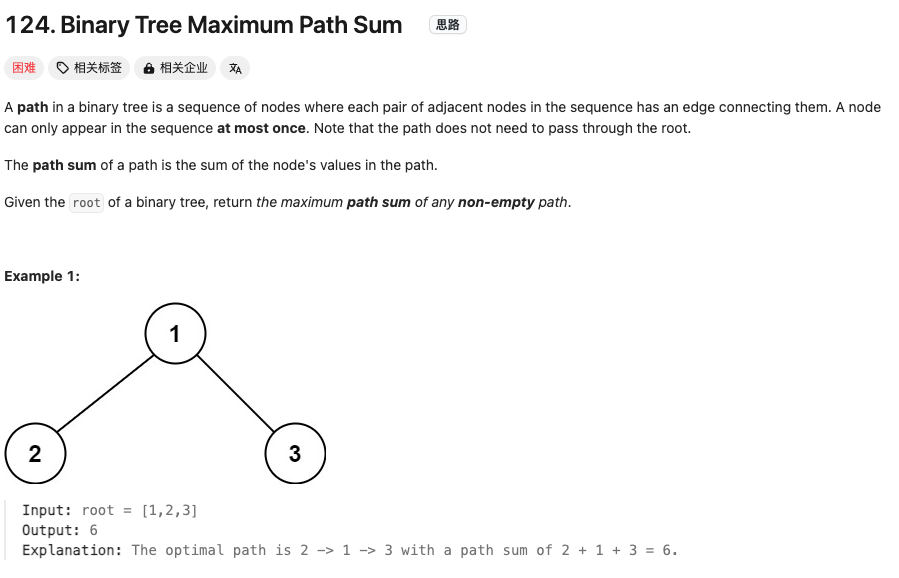 124. Binary Tree Maximum Path Sum 思路
困难 相关标签 相关企业 文A
A path in a binary tree is a sequence of nodes where each pair of adjacent nodes in the sequence has an edge connecting them. A node
can only appear in the sequence at most once. Note that the path does not need to pass through the root.
The path sum of a path is the sum of the node's values in the path.
Given the root of a binary tree, return the maximum path sum of any non-empty path.
Example 1:
1
2 3
Input: root = [1,2,3]
Output: 6
Explanation: The optimal path is 2 -> 1 -> 3 with a path sum of 2 + 1 + 3 = 6.